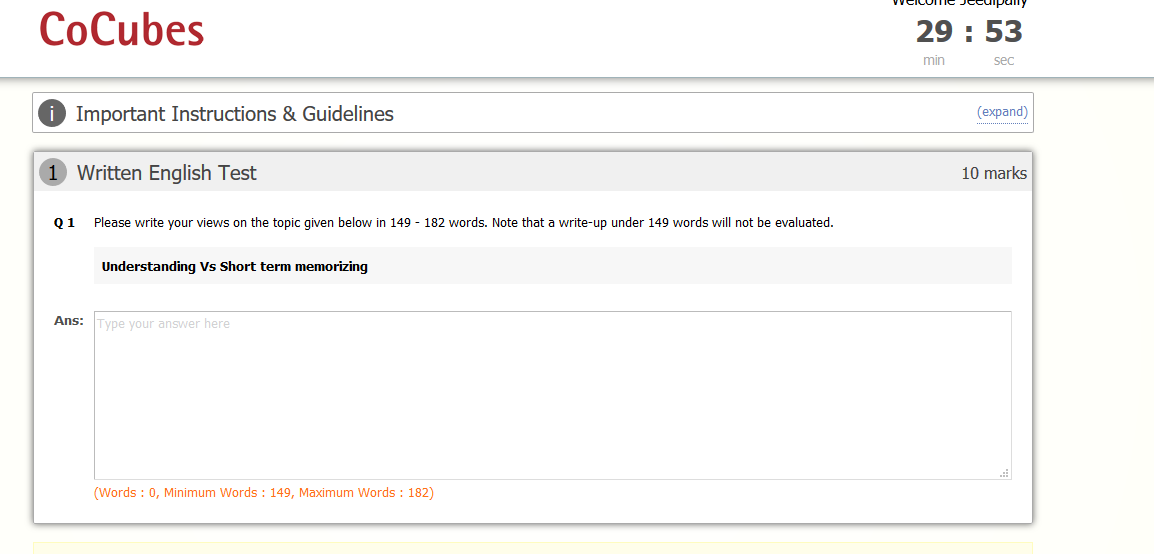 Welcome Jeedipally
CoCubes
29 : 53
min sec
i Important Instructions & Guidelines (expand)
1 Written English Test 10 marks
Q 1 Please write your views on the topic given below in 149 - 182 words. Note that a write-up under 149 words will not be evaluated.
Understanding Vs Short term memorizing
Ans: Type your answer here
(Words : 0, Minimum Words : 149, Maximum Words : 182)